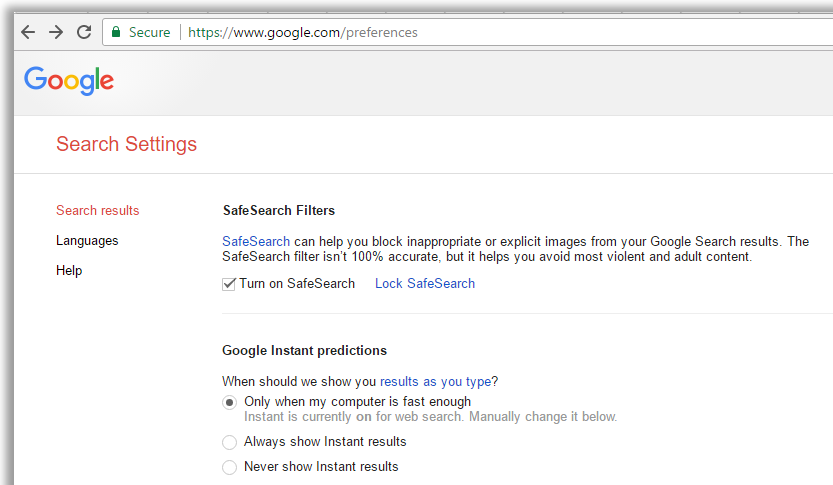 Secure https://www.google.com/preferences
Google
Search Settings
Search results
Languages
Help
SafeSearch Filters
SafeSearch can help you block inappropriate or explicit images from your Google Search results. The
SafeSearch filter isn't 100% accurate, but it helps you avoid most violent and adult content.
Turn on SafeSearch Lock SafeSearch
Google Instant predictions
When should we show you results as you type?
Only when my computer is fast enough
Instant is currently on for web search. Manually change it below.
Always show Instant results
Never show Instant results